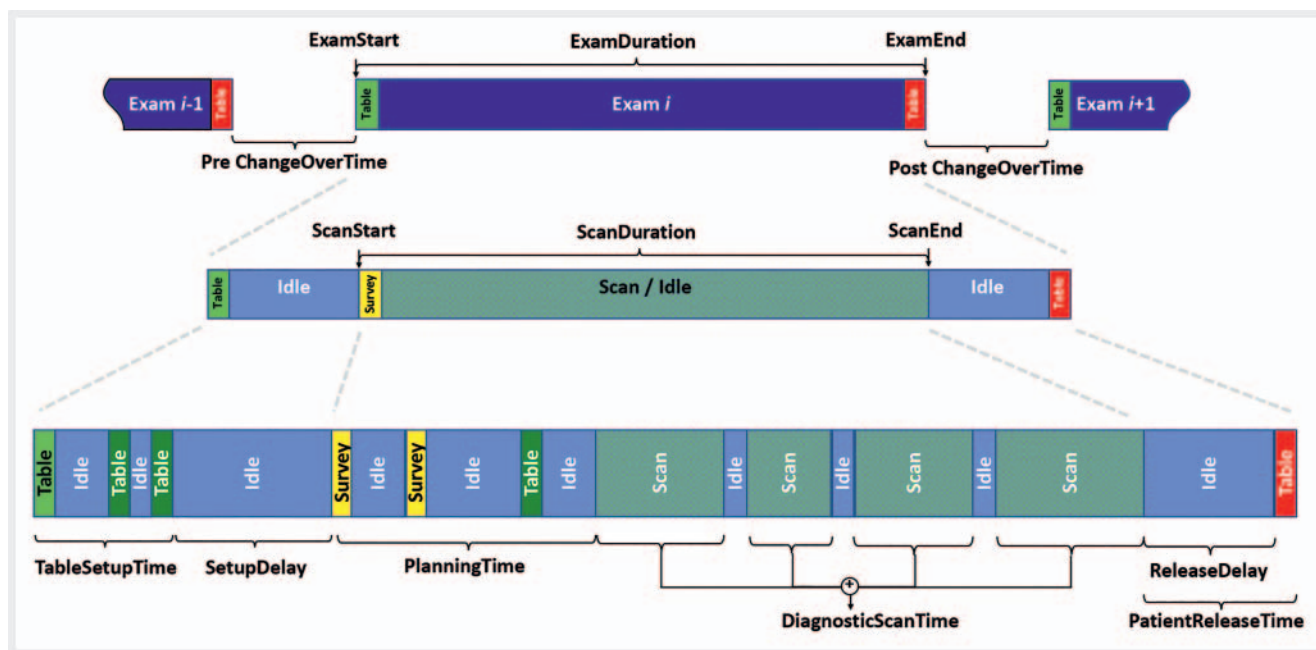 ExamStart ExamDuration ExamEnd
Exam i-1 Table Table Exam i Table Table Exam i+1
Pre ChangeOverTime Post ChangeOverTime
ScanStart ScanDuration ScanEnd
Table Idle Survey Scan / Idle Idle Table
Table Idle Table Idle Table Idle Survey Idle Survey Idle Table Idle Scan Idle Scan Idle Scan Idle Scan Idle Table
TableSetupTime SetupDelay PlanningTime ReleaseDelay
+
DiagnosticScanTime PatientReleaseTime